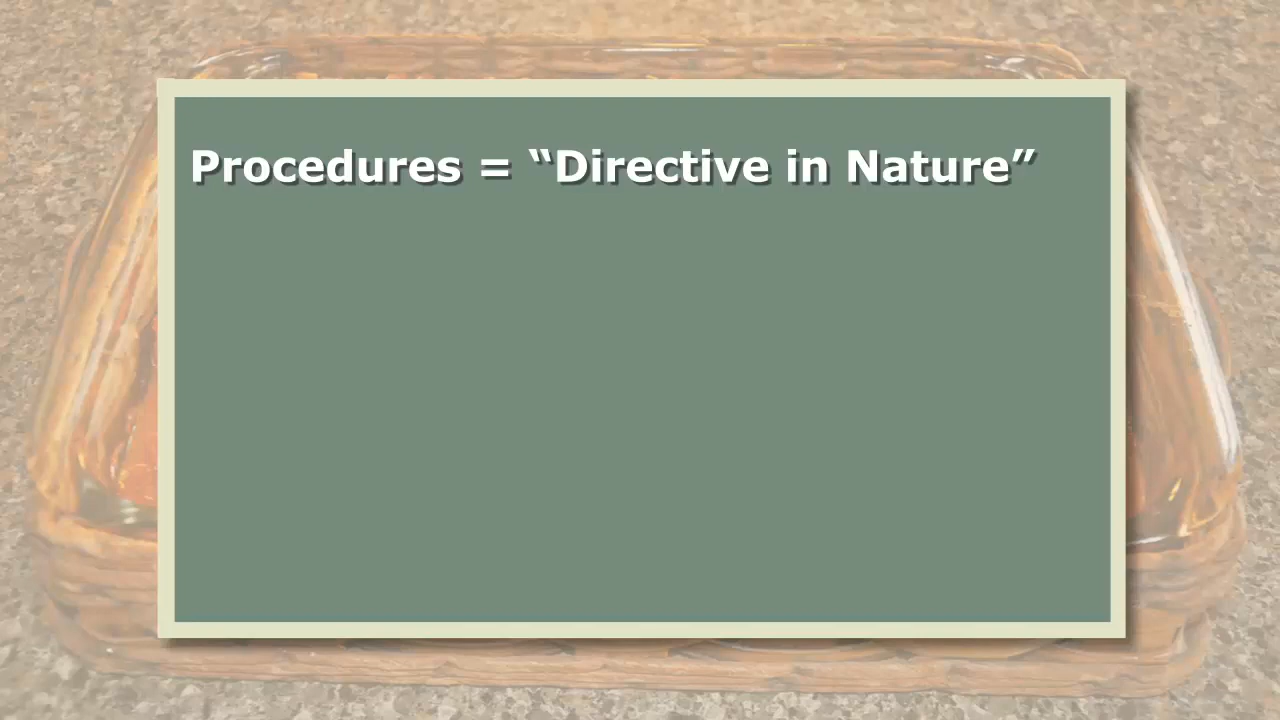 Procedures = “Directive in Nature”